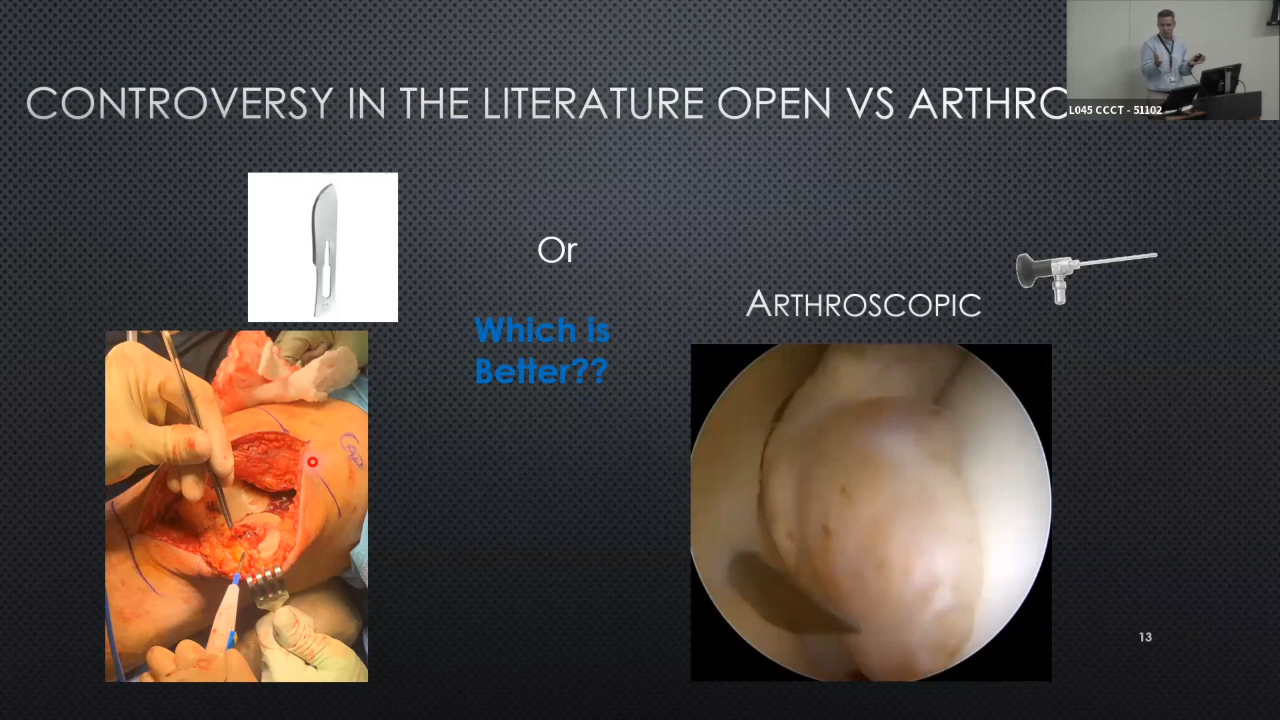 CONTROVERSY IN THE LITERATURE OPEN VS ARTHRO
L045 CCCT - 51102
Or
ARTHROSCOPIC
Which is
Better??
13